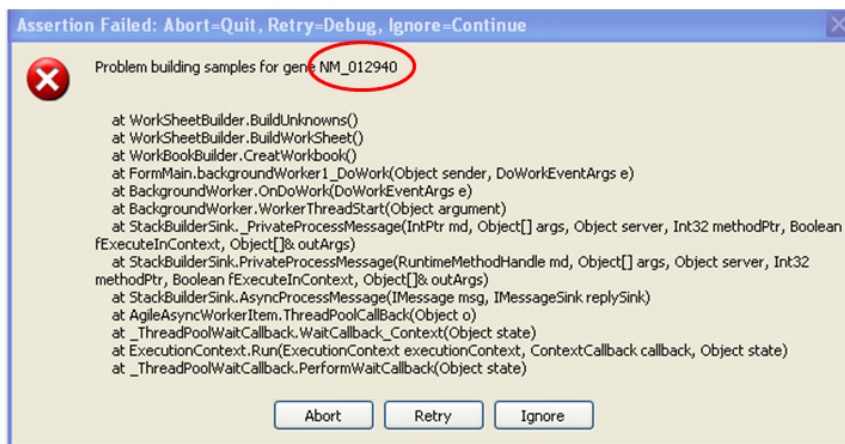 Assertion Failed: Abort=Quit, Retry=Debug, Ignore=Continue
Problem building samples for gene NM_012940
at WorkSheetBuilder.BuildUnknowns()
at WorkSheetBuilder.BuildWorkSheet()
at WorkBookBuilder.CreatWorkbook()
at FormMain.backgroundWorker1_DoWork(Object sender, DoWorkEventArgs e)
at BackgroundWorker.OnDoWork(DoWorkEventArgs e)
at BackgroundWorker.WorkerThreadStart(Object argument)
at StackBuilderSink._PrivateProcessMessage(IntPtr md, Object[] args, Object server, Int32 methodPtr, Boolean
fExecuteInContext, Object[]& outArgs)
at StackBuilderSink.PrivateProcessMessage(RuntimeMethodHandle md, Object[] args, Object server, Int32
methodPtr, Boolean fExecuteInContext, Object[]& outArgs)
at StackBuilderSink.AsyncProcessMessage(IMessage msg, IMessageSink replySink)
at AgileAsyncWorkerItem.ThreadPoolCallBack(Object o)
at _ThreadPoolWaitCallback.WaitCallback_Context(Object state)
at ExecutionContext.Run(ExecutionContext executionContext, ContextCallback callback, Object state)
at _ThreadPoolWaitCallback.PerformWaitCallback(Object state)
Abort Retry Ignore